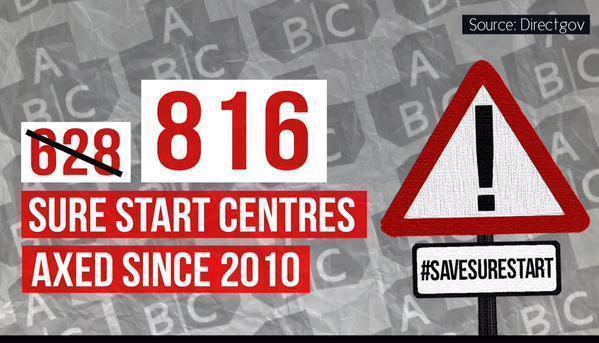 Source: Directgov
628
816
SURE START CENTRES
AXED SINCE 2010
!
#SAVESURESTART
A
B C